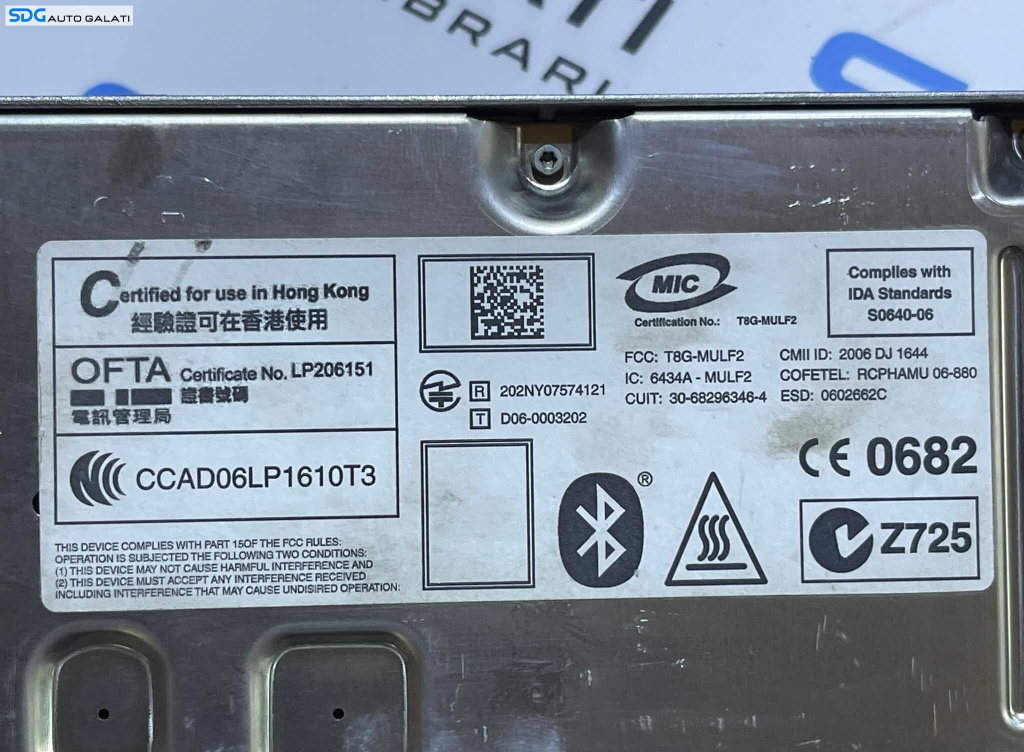 SDG AUTO GALATI
BRARI
Certified for use in Hong Kong
經驗證可在香港使用
OFTA Certificate No. LP206151
證書號碼
電訊管理局
CCAD06LP1610T3
THIS DEVICE COMPLIES WITH PART 15OF THE FCC RULES:
OPERATION IS SUBJECTED THE FOLLOWING TWO CONDITIONS:
(1) THIS DEVICE MAY NOT CAUSE HARMFUL INTERFERENCE AND
(2) THIS DEVICE MUST ACCEPT ANY INTERFERENCE RECEIVED
INCLUDING INTERFERENCE THAT MAY CAUSE UNDISIRED OPERATION:
R 202NY07574121
T D06-0003202
MIC
Certification No.: T8G-MULF2
Complies with
IDA Standards
S0640-06
FCC: T8G-MULF2
IC: 6434A - MULF2
CUIT: 30-68296346-4
CMII ID: 2006 DJ 1644
COFETEL: RCPHAMU 06-880
ESD: 0602662C
CE 0682
®
Z725